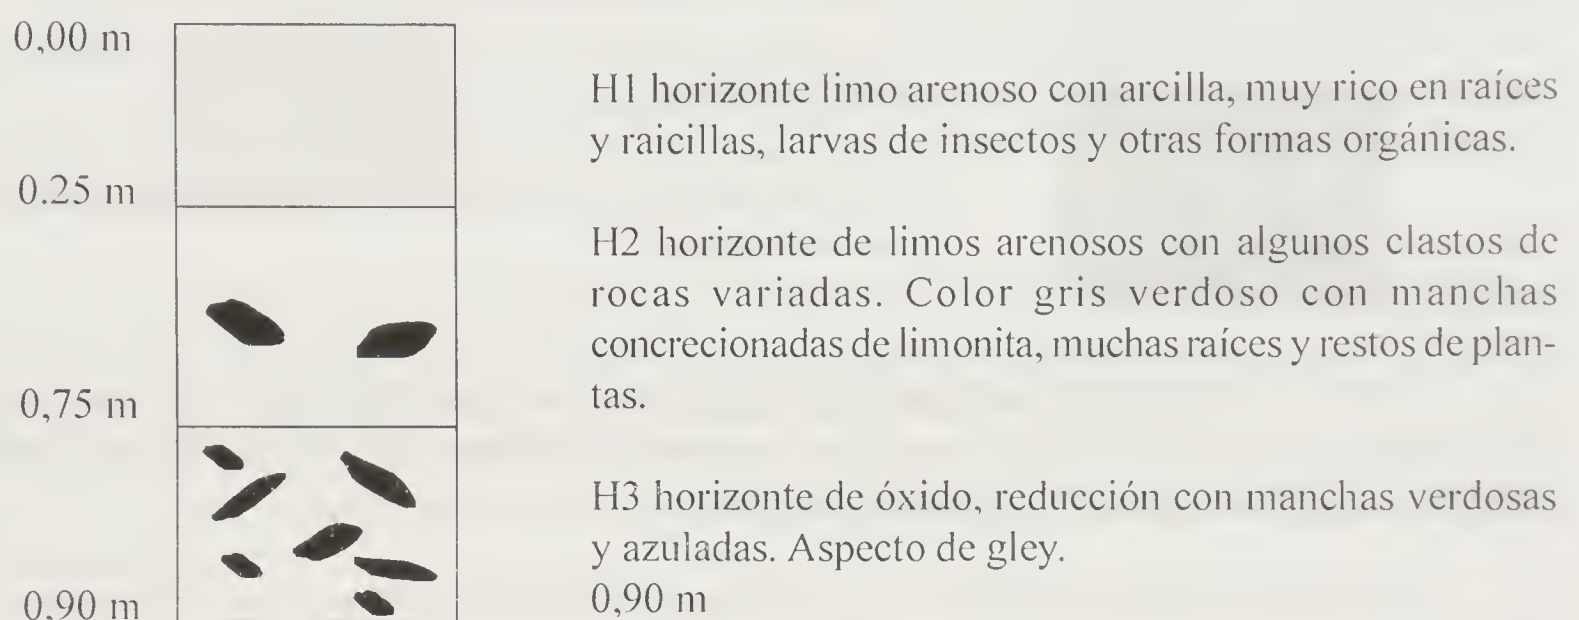 0,00 m
H1 horizonte limo arenoso con arcilla, muy rico en raíces
y raicillas, larvas de insectos y otras formas orgánicas.
0.25 m
H2 horizonte de limos arenosos con algunos clastos de
rocas variadas. Color gris verdoso con manchas
concrecionadas de limonita, muchas raíces y restos de plan-
tas.
0,75 m
H3 horizonte de óxido, reducción con manchas verdosas
y azuladas. Aspecto de gley.
0,90 m
0,90 m